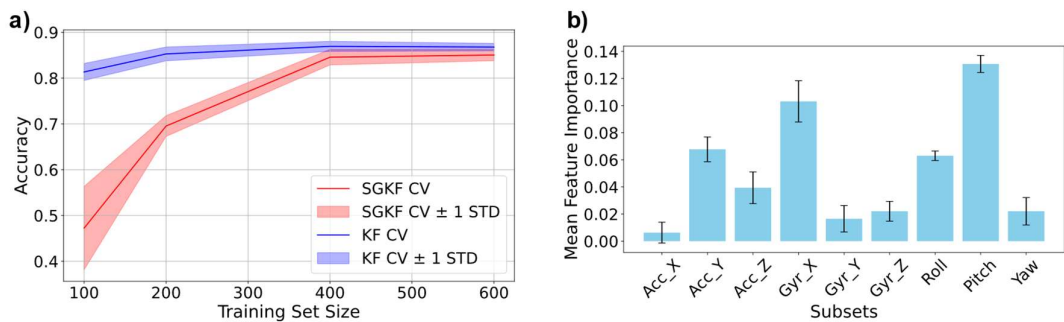 a)
0.9
0.8
0.7
0.6
0.5
0.4
Accuracy
100 200 300 400 500 600
Training Set Size
SGKF CV
SGKF CV ± 1 STD
KF CV
KF CV ± 1 STD
b)
0.14
0.12
0.10
0.08
0.06
0.04
0.02
0.00
Mean Feature Importance
Acc_X Acc_Y Acc_Z Gyr_X Gyr_Y Gyr_Z Roll Pitch Yaw
Subsets